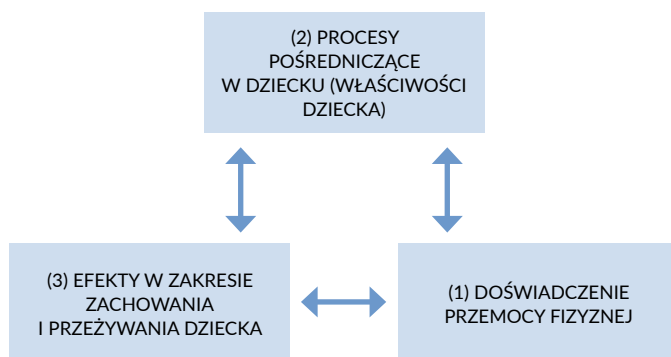 (2) PROCESY
POŚREDNICZĄCE
W DZIECKU (WŁAŚCIWOŚCI
DZIECKA)
(3) EFEKTY W ZAKRESIE
ZACHOWANIA
I PRZEŻYWANIA DZIECKA
(1) DOŚWIADCZENIE
PRZEMOCY FIZYZNEJ